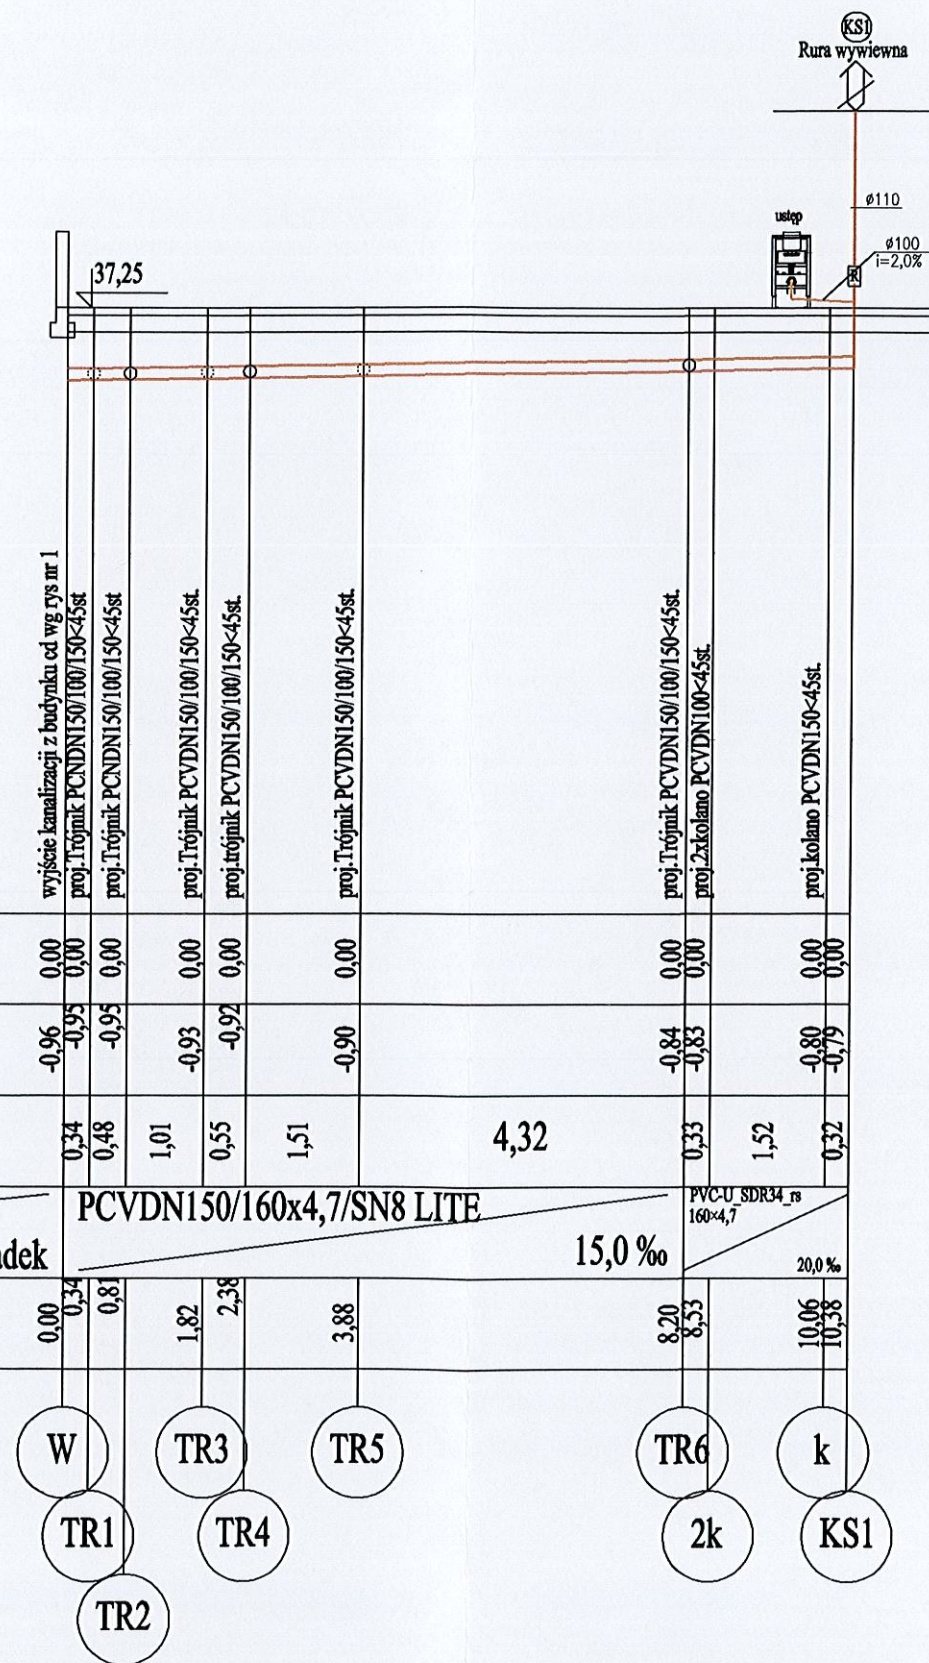 KS1
Rura wywiewna
ø110
ustęp
ø100
i=2,0%
R
37,25
wyjście kanalizacji z budynku cd wg rys nr 1
proj.Trójnik PCNDN150/100/150<45st.
proj.Trójnik PCNDN150/100/150<45st
proj.Trójnik PCVDN150/100/150<45st.
proj.trójnik PCVDN150/100/150<45st.
proj.Trójnik PCVDN150/100/150<45st.
proj.Trójnik PCVDN150/100/150<45st.
proj.2xkolano PCVDN100<45st.
proj.kolano PCVDN150<45st.
0,00 0,00 0,00 0,00 0,00 0,00 0,00 0,00 0,00 0,00
-0,96 -0,95 -0,95 -0,93 -0,92 -0,90 -0,84 -0,83 -0,80 -0,79
0,34 0,48 1,01 0,55 1,51 4,32 0,33 1,52 0,32
PCVDN150/160x4,7/SN8 LITE
PVC-U_SDR34_rs
160×4,7
adek
15,0 ‰
20,0 ‰
0,00 0,34 0,81 1,82 2,38 3,88 8,20 8,53 10,06 10,38
W TR3 TR5 TR6 k
TR1 TR4 2k KS1
TR2